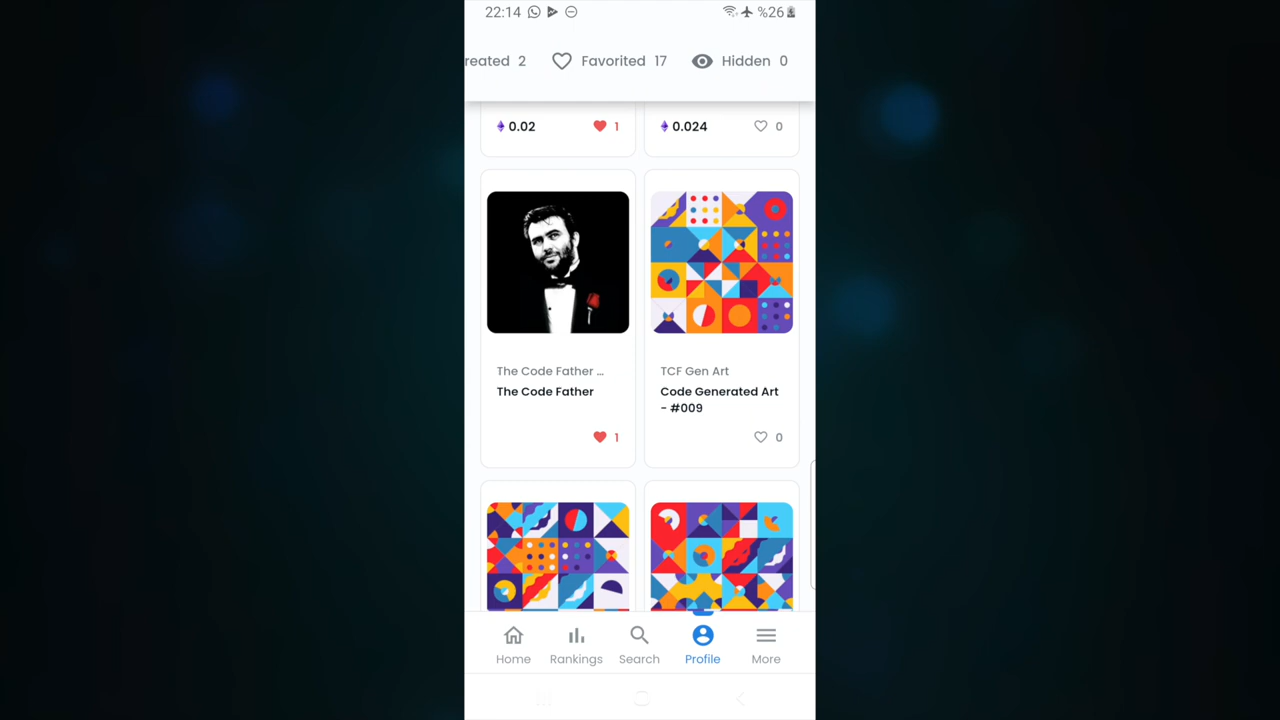 22:14 %26
reated 2 Favorited 17 Hidden 0
0.02 1 0.024 0
The Code Father ... TCF Gen Art
The Code Father Code Generated Art
- #009
1 0
Home Rankings Search Profile More